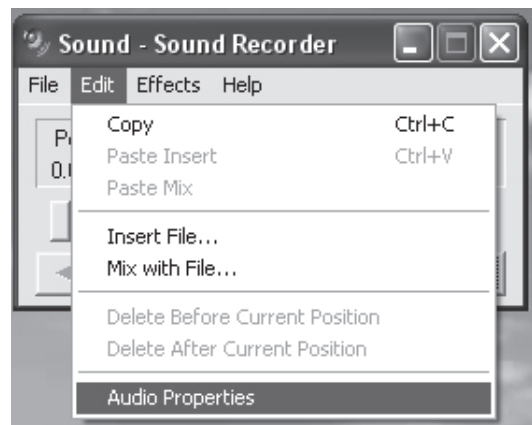 Sound - Sound Recorder
File Edit Effects Help
Copy Ctrl+C
Paste Insert Ctrl+V
Paste Mix
Insert File...
Mix with File...
Delete Before Current Position
Delete After Current Position
Audio Properties